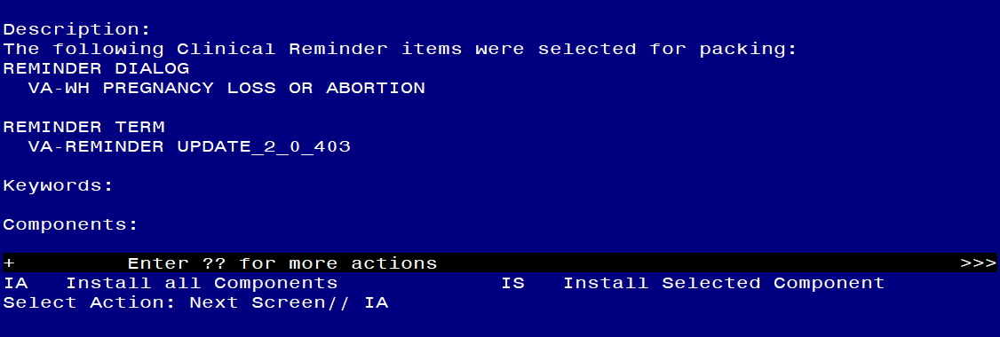 Description:
The following Clinical Reminder items were selected for packing:
REMINDER DIALOG
VA-WH PREGNANCY LOSS OR ABORTION
REMINDER TERM
VA-REMINDER UPDATE_2_0_403
Keywords:
Components:
+ Enter ?? for more actions >>>
IA Install all Components IS Install Selected Component
Select Action: Next Screen// IA